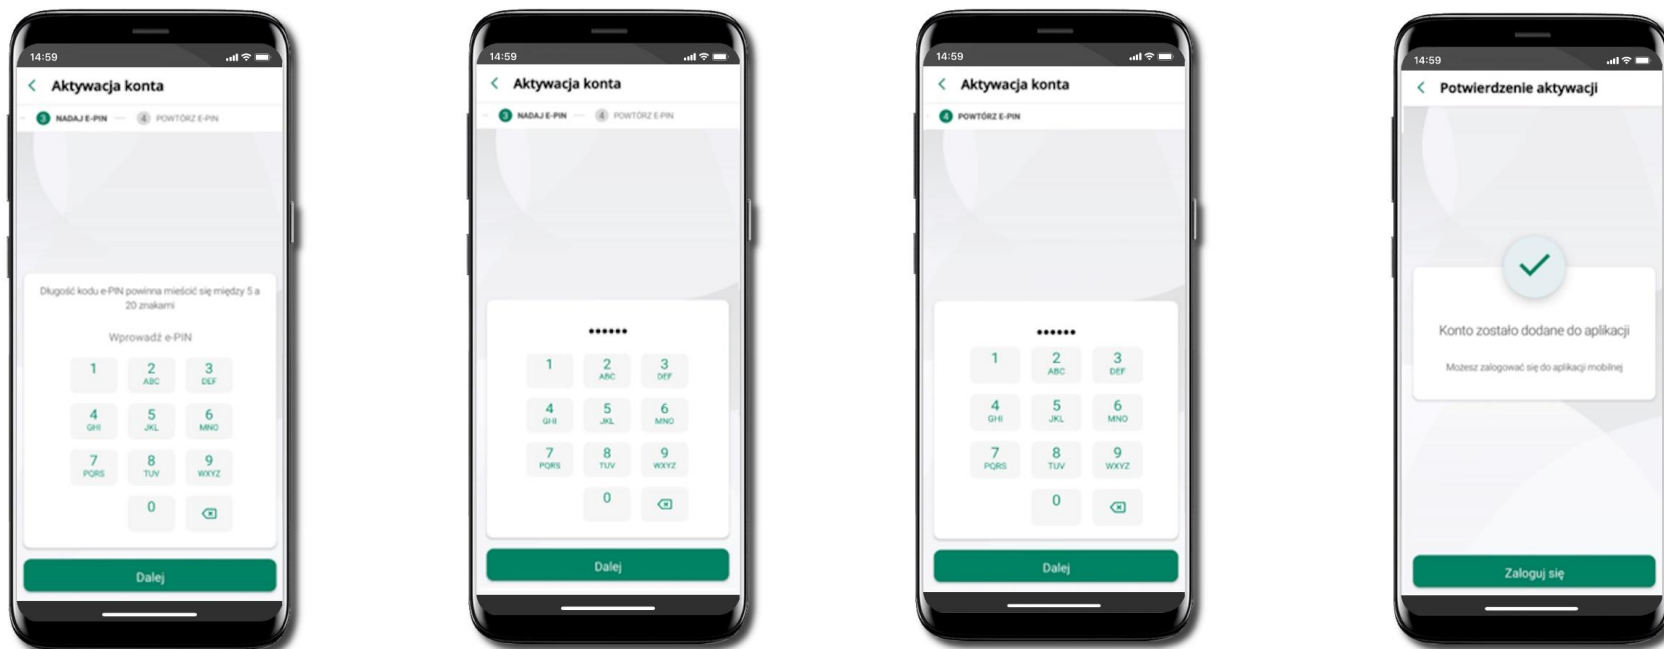 14:59
Aktywacja konta
3 NADAJ E-PIN 4 POWTÓRZ E-PIN
Długość kodu e-PIN powinna mieścić się między 5 a
20 znakami
Wprowadź e-PIN
1 2 3
ABC DEF
4 5 6
GHI JKL MNO
7 8 9
PQRS TUV WXYZ
0
Dalej
14:59
Aktywacja konta
3 NADAJ E-PIN 4 POWTÓRZ E-PIN
••••••
1 2 3
ABC DEF
4 5 6
GHI JKL MNO
7 8 9
PQRS TUV WXYZ
0
Dalej
14:59
Aktywacja konta
4 POWTÓRZ E-PIN
••••••
1 2 3
ABC DEF
4 5 6
GHI JKL MNO
7 8 9
PQRS TUV WXYZ
0
Dalej
14:59
Potwierdzenie aktywacji
Konto zostało dodane do aplikacji
Możesz zalogować się do aplikacji mobilnej
Zaloguj się